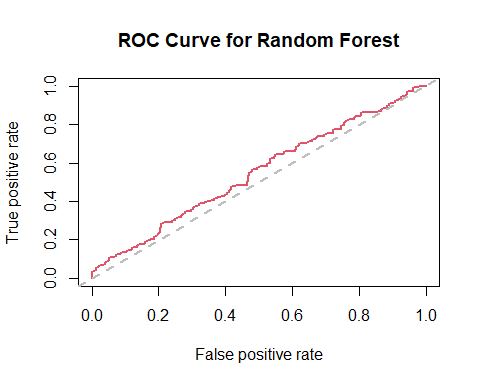 ROC Curve for Random Forest
True positive rate
1.0
0.8
0.6
0.4
0.2
0.0
0.0 0.2 0.4 0.6 0.8 1.0
False positive rate